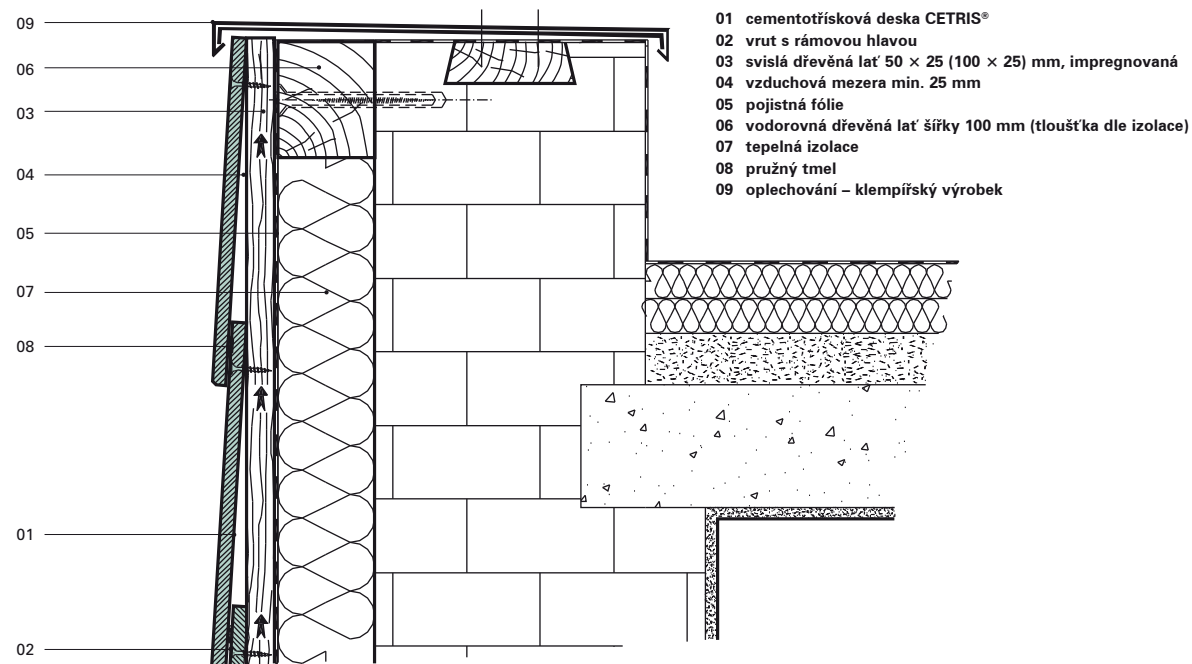 09
06
03
04
05
07
08
01
02
01 cementotřísková deska CETRIS®
02 vrut s rámovou hlavou
03 svislá dřevěná lať 50 × 25 (100 × 25) mm, impregnovaná
04 vzduchová mezera min. 25 mm
05 pojistná fólie
06 vodorovná dřevěná lať šířky 100 mm (tloušťka dle izolace)
07 tepelná izolace
08 pružný tmel
09 oplechování – klempířský výrobek